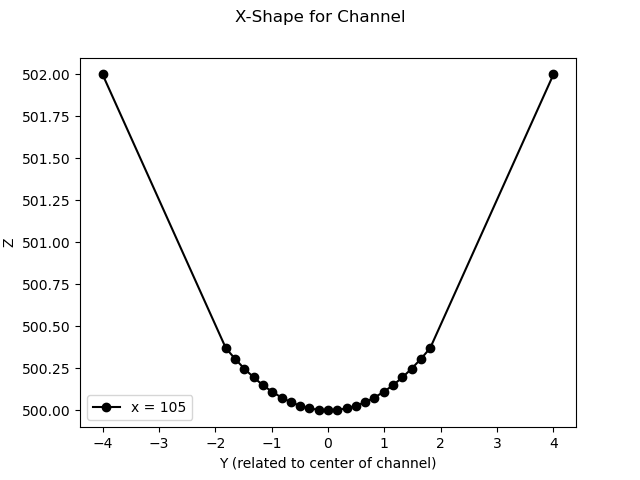 X-Shape for Channel
502.00
501.75
501.50
501.25
501.00
500.75
500.50
500.25
500.00
Z
x = 105
−4 −3 −2 −1 0 1 2 3 4
Y (related to center of channel)